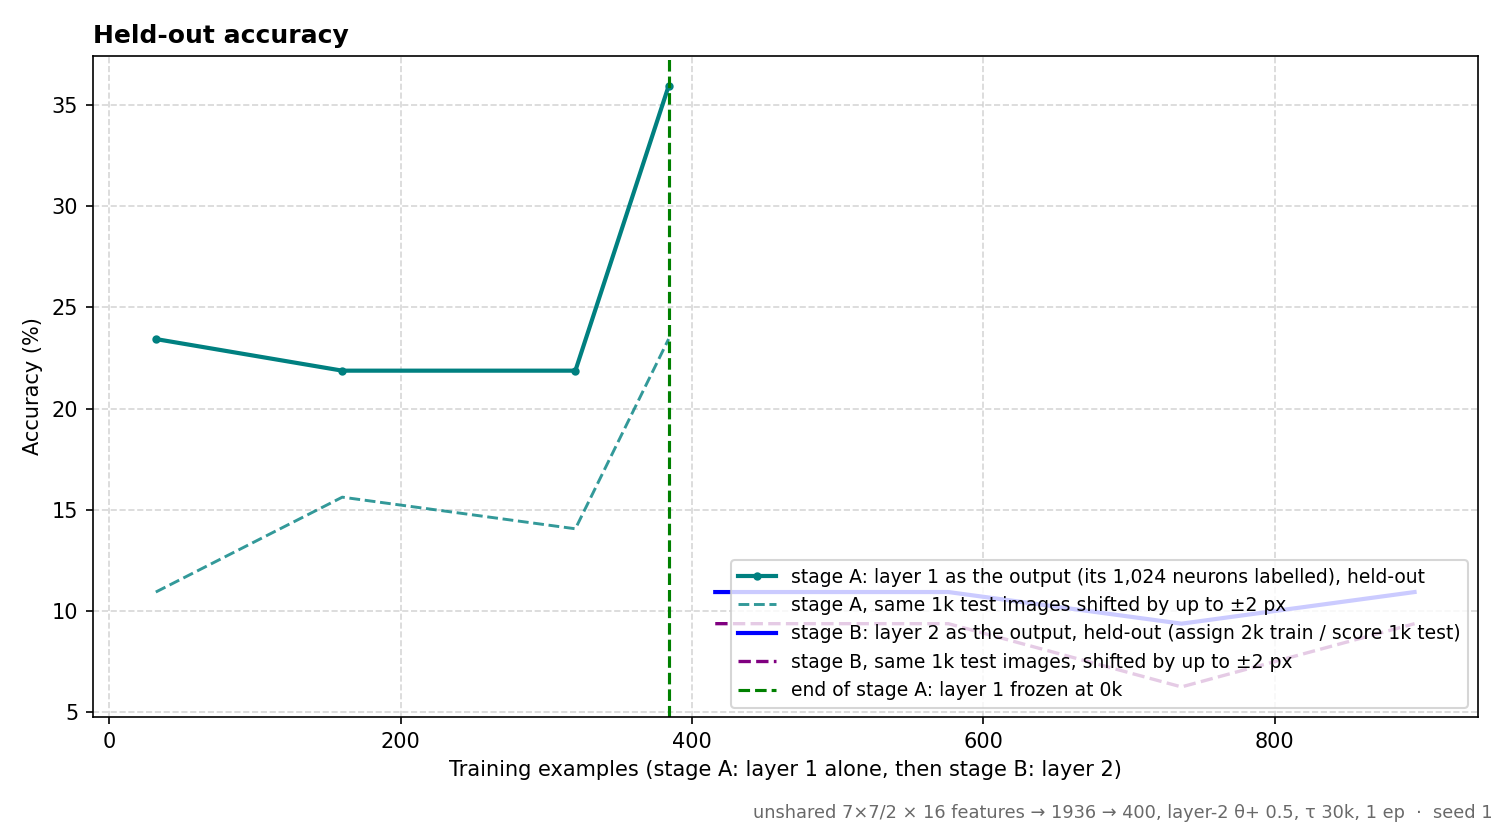 Held-out accuracy
35
30
25
20
15
10
5
Accuracy (%)
stage A: layer 1 as the output (its 1,024 neurons labelled), held-out
stage A, same 1k test images shifted by up to ±2 px
stage B: layer 2 as the output, held-out (assign 2k train / score 1k test)
stage B, same 1k test images, shifted by up to ±2 px
end of stage A: layer 1 frozen at 0k
0 200 400 600 800
Training examples (stage A: layer 1 alone, then stage B: layer 2)
unshared 7×7/2 × 16 features → 1936 → 400, layer-2 θ+ 0.5, τ 30k, 1 ep · seed 1